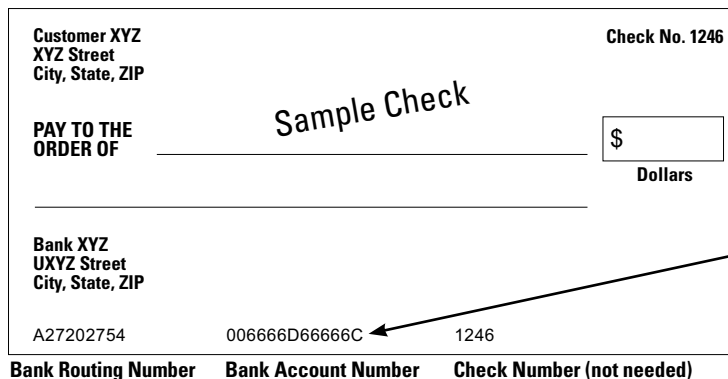 Customer XYZ
XYZ Street
City, State, ZIP
Check No. 1246
Sample Check
PAY TO THE
ORDER OF
$
Dollars
Bank XYZ
UXYZ Street
City, State, ZIP
A27202754 006666D66666C 1246
Bank Routing Number Bank Account Number Check Number (not needed)